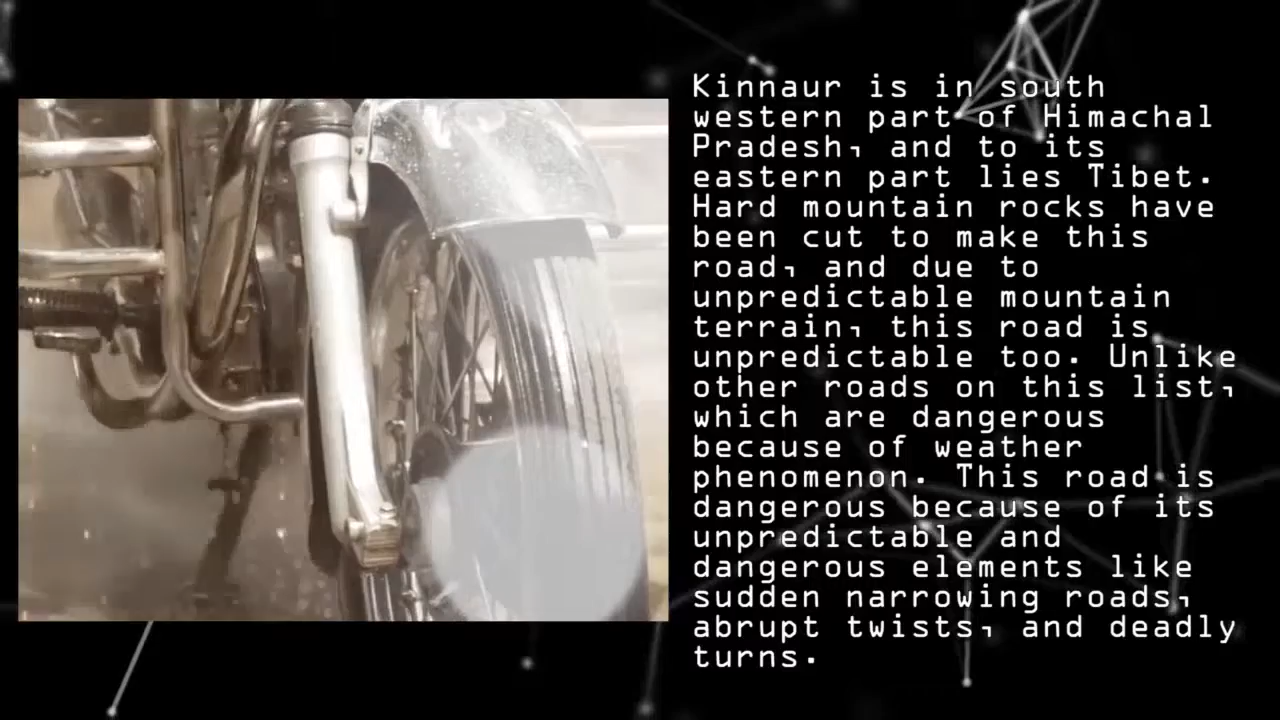 Kinnaur is in south
western part of Himachal
Pradesh, and to its
eastern part lies Tibet.
Hard mountain rocks have
been cut to make this
road, and due to
unpredictable mountain
terrain, this road is
unpredictable too. Unlike
other roads on this list,
which are dangerous
because of weather
phenomenon. This road is
dangerous because of its
unpredictable and
dangerous elements like
sudden narrowing roads,
abrupt twists, and deadly
turns.